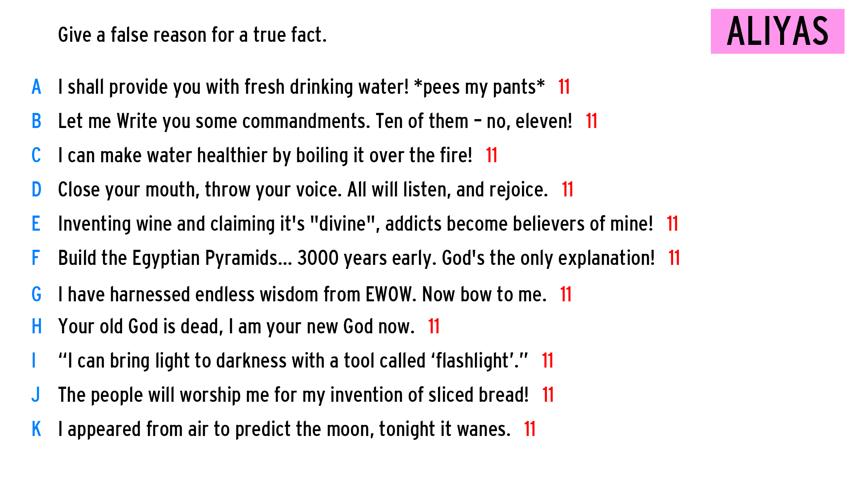 Give a false reason for a true fact.
ALIYAS
A I shall provide you with fresh drinking water! *pees my pants* 11
B Let me Write you some commandments. Ten of them – no, eleven! 11
C I can make water healthier by boiling it over the fire! 11
D Close your mouth, throw your voice. All will listen, and rejoice. 11
E Inventing wine and claiming it's "divine", addicts become believers of mine! 11
F Build the Egyptian Pyramids... 3000 years early. God's the only explanation! 11
G I have harnessed endless wisdom from EWOW. Now bow to me. 11
H Your old God is dead, I am your new God now. 11
I “I can bring light to darkness with a tool called ‘flashlight’.” 11
J The people will worship me for my invention of sliced bread! 11
K I appeared from air to predict the moon, tonight it wanes. 11